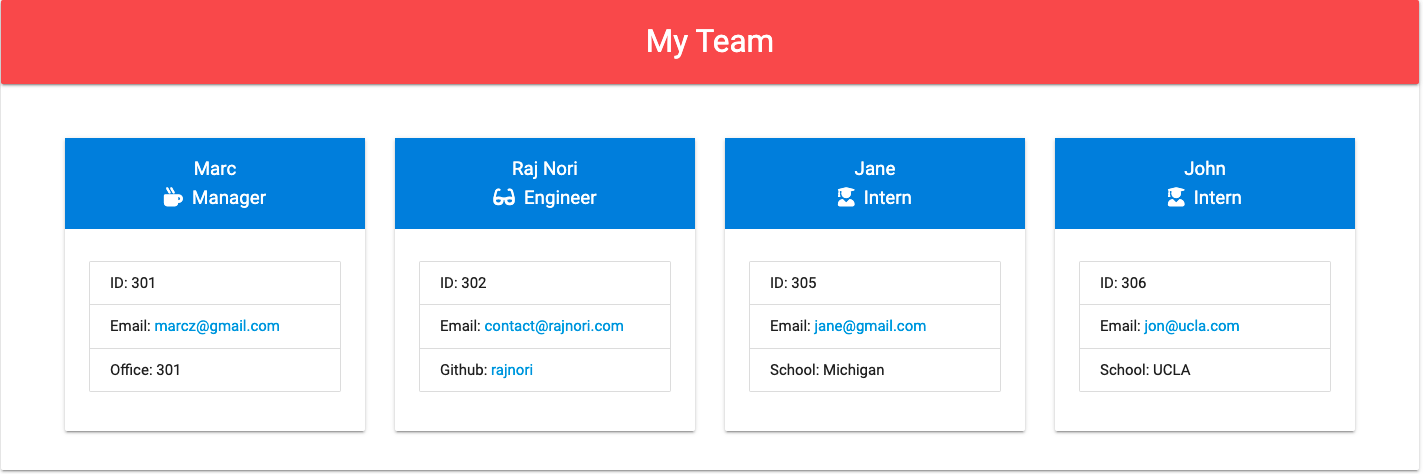 My Team
Marc
Manager
ID: 301
Email: marcz@gmail.com
Office: 301
Raj Nori
Engineer
ID: 302
Email: contact@rajnori.com
Github: rajnori
Jane
Intern
ID: 305
Email: jane@gmail.com
School: Michigan
John
Intern
ID: 306
Email: jon@ucla.com
School: UCLA